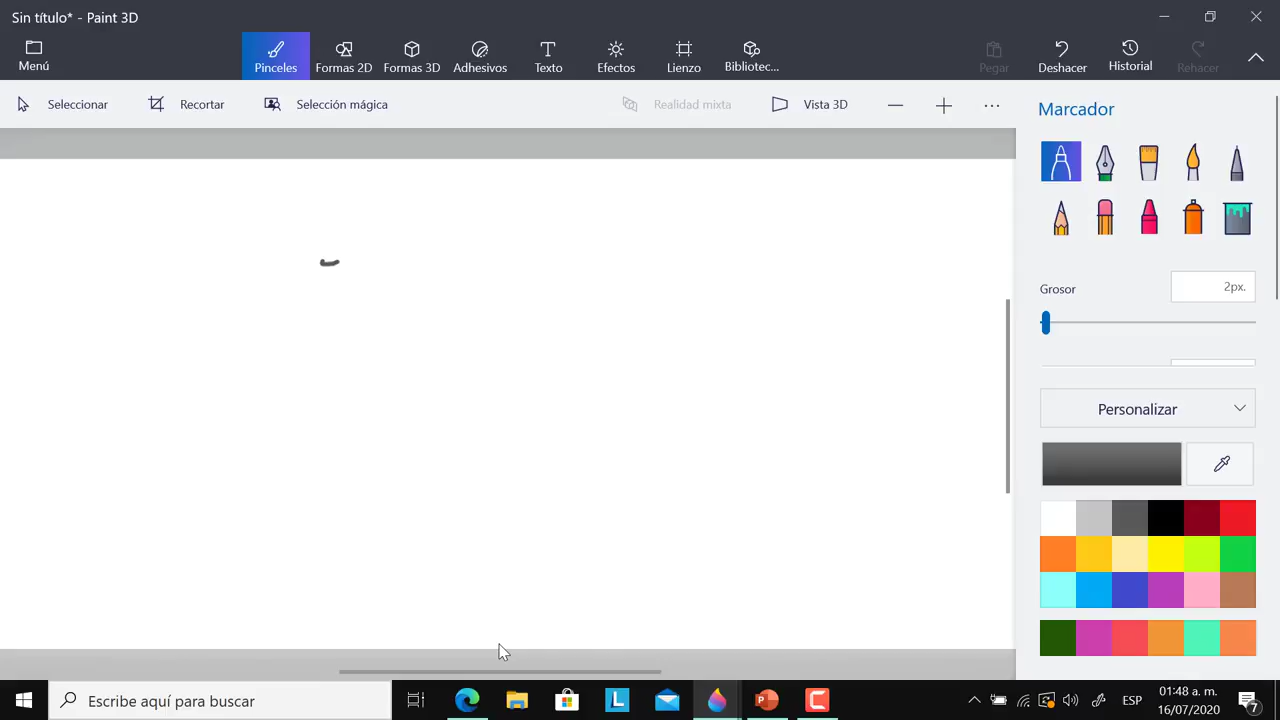 Sin título* - Paint 3D
Menú
Pinceles
Formas 2D
Formas 3D
Adhesivos
Texto
Efectos
Lienzo
Bibliotec...
Pegar
Deshacer
Historial
Rehacer
Seleccionar
Recortar
Selección mágica
Realidad mixta
Vista 3D
Marcador
Grosor
2px.
Personalizar
Escribe aquí para buscar
L
ESP
01:48 a. m.
16/07/2020
7